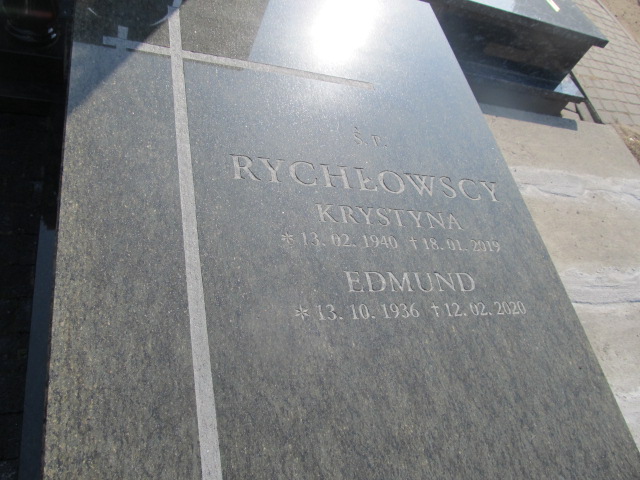 Ś. P.
RYCHŁOWSCY
KRYSTYNA
* 13. 02. 1940 † 18. 01. 2019
EDMUND
* 13. 10. 1936 † 12. 02. 2020